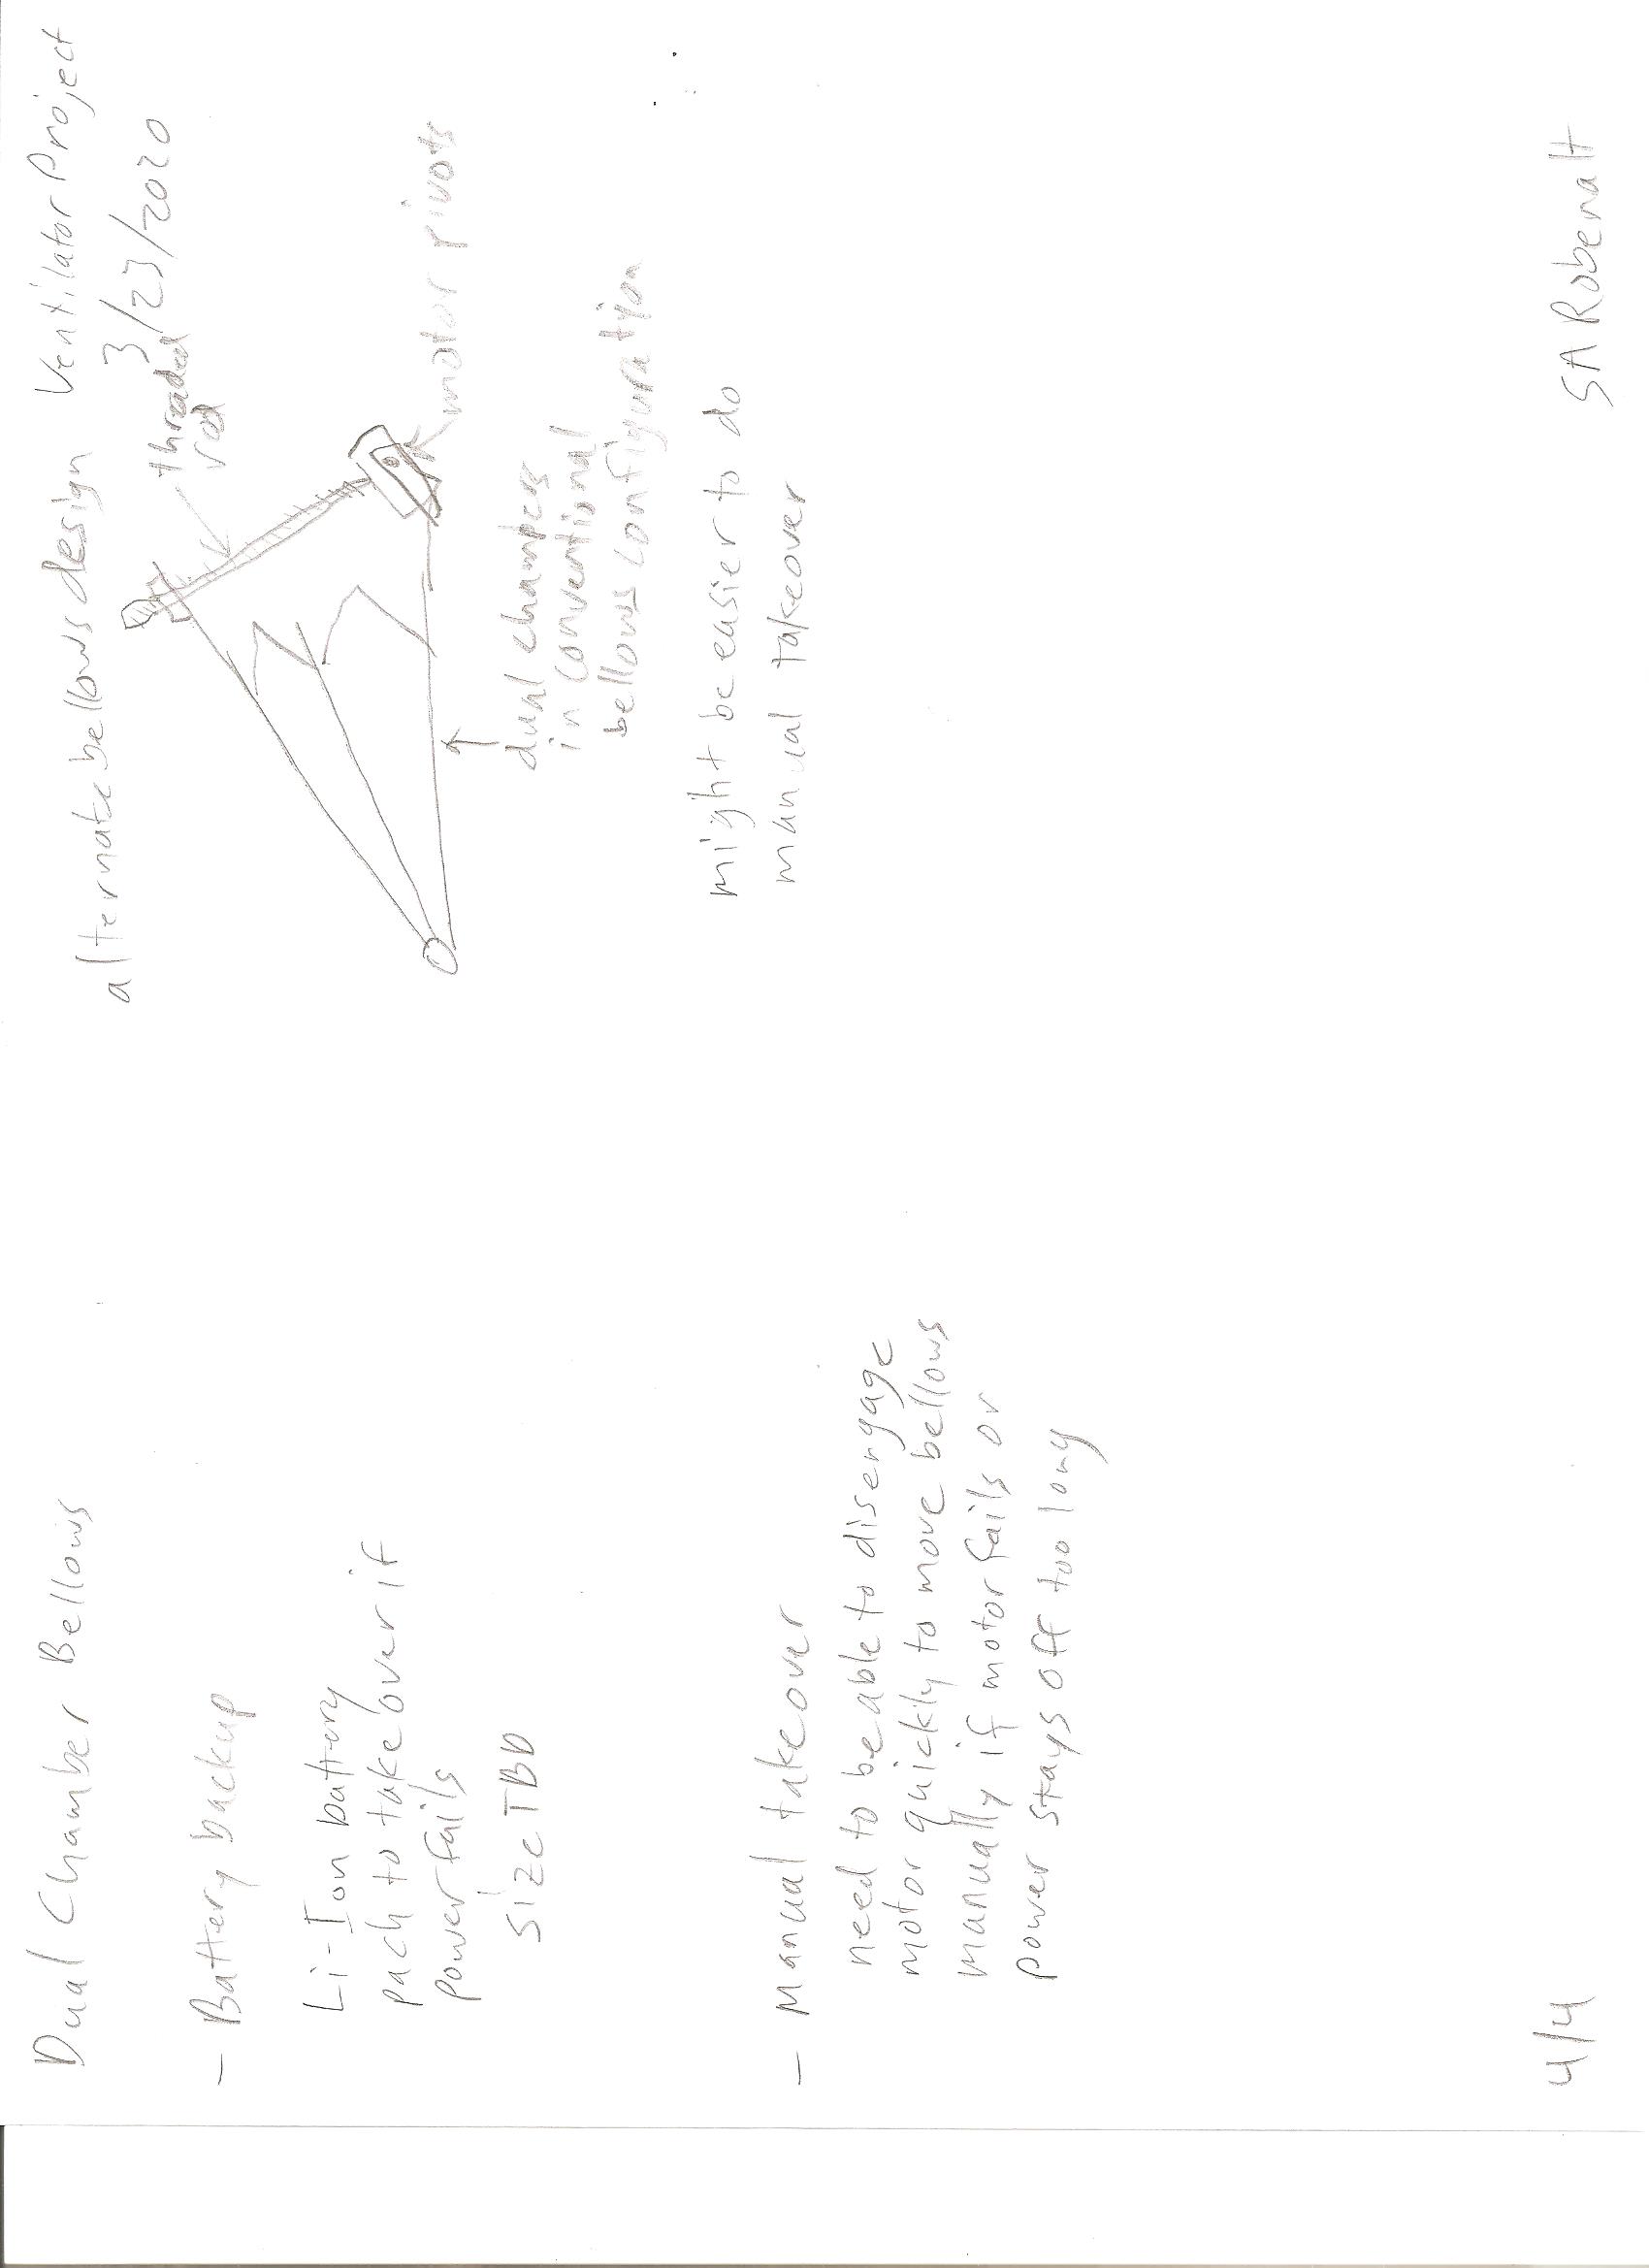 Dual Chamber Bellows
Ventilator Project
3/23/2020
- Battery backup
Li-Ion battery
pack to take over if
power fails
size TBD
- Manual takeover
need to be able to disengage
motor quickly to move bellows
manually if motor fails or
power stays off too long
alternate bellows design
thraded
rod
motor pivots
dual chambers
in conventional
bellows configuration
might be easier to do
manual takeover
4/4
SA Robenalt